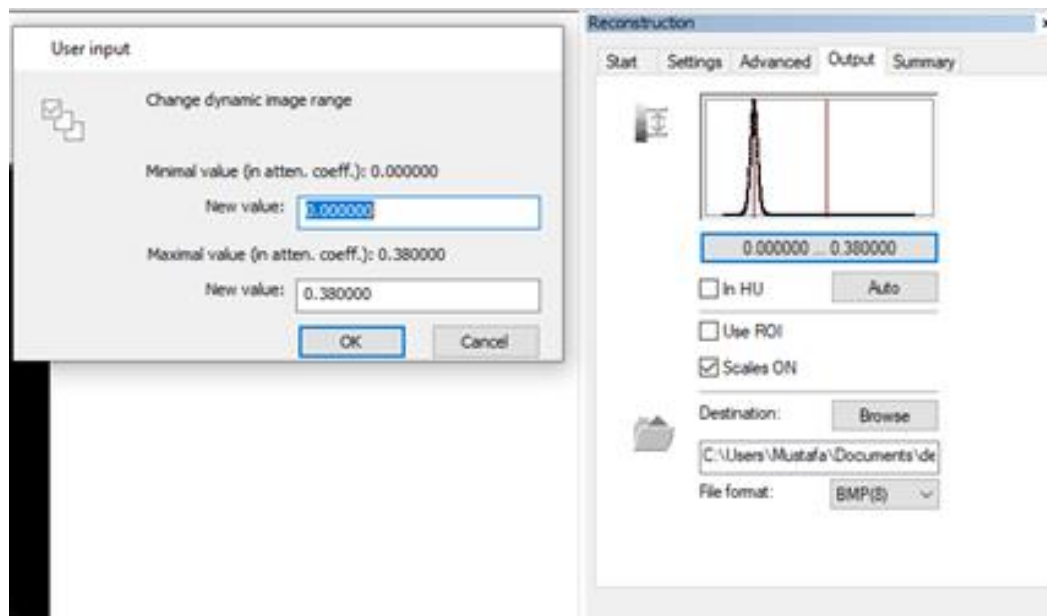 User input
Change dynamic image range
Minimal value (in atten. coeff.): 0.000000
New value: 0.000000
Maximal value (in atten. coeff.): 0.380000
New value: 0.380000
OK Cancel
Reconstruction x
Start Settings Advanced Output Summary
0.000000 ... 0.380000
In HU Auto
Use ROI
Scales ON
Destination: Browse
C:\Users\Mustafa\Documents\de
File format: BMP(8)